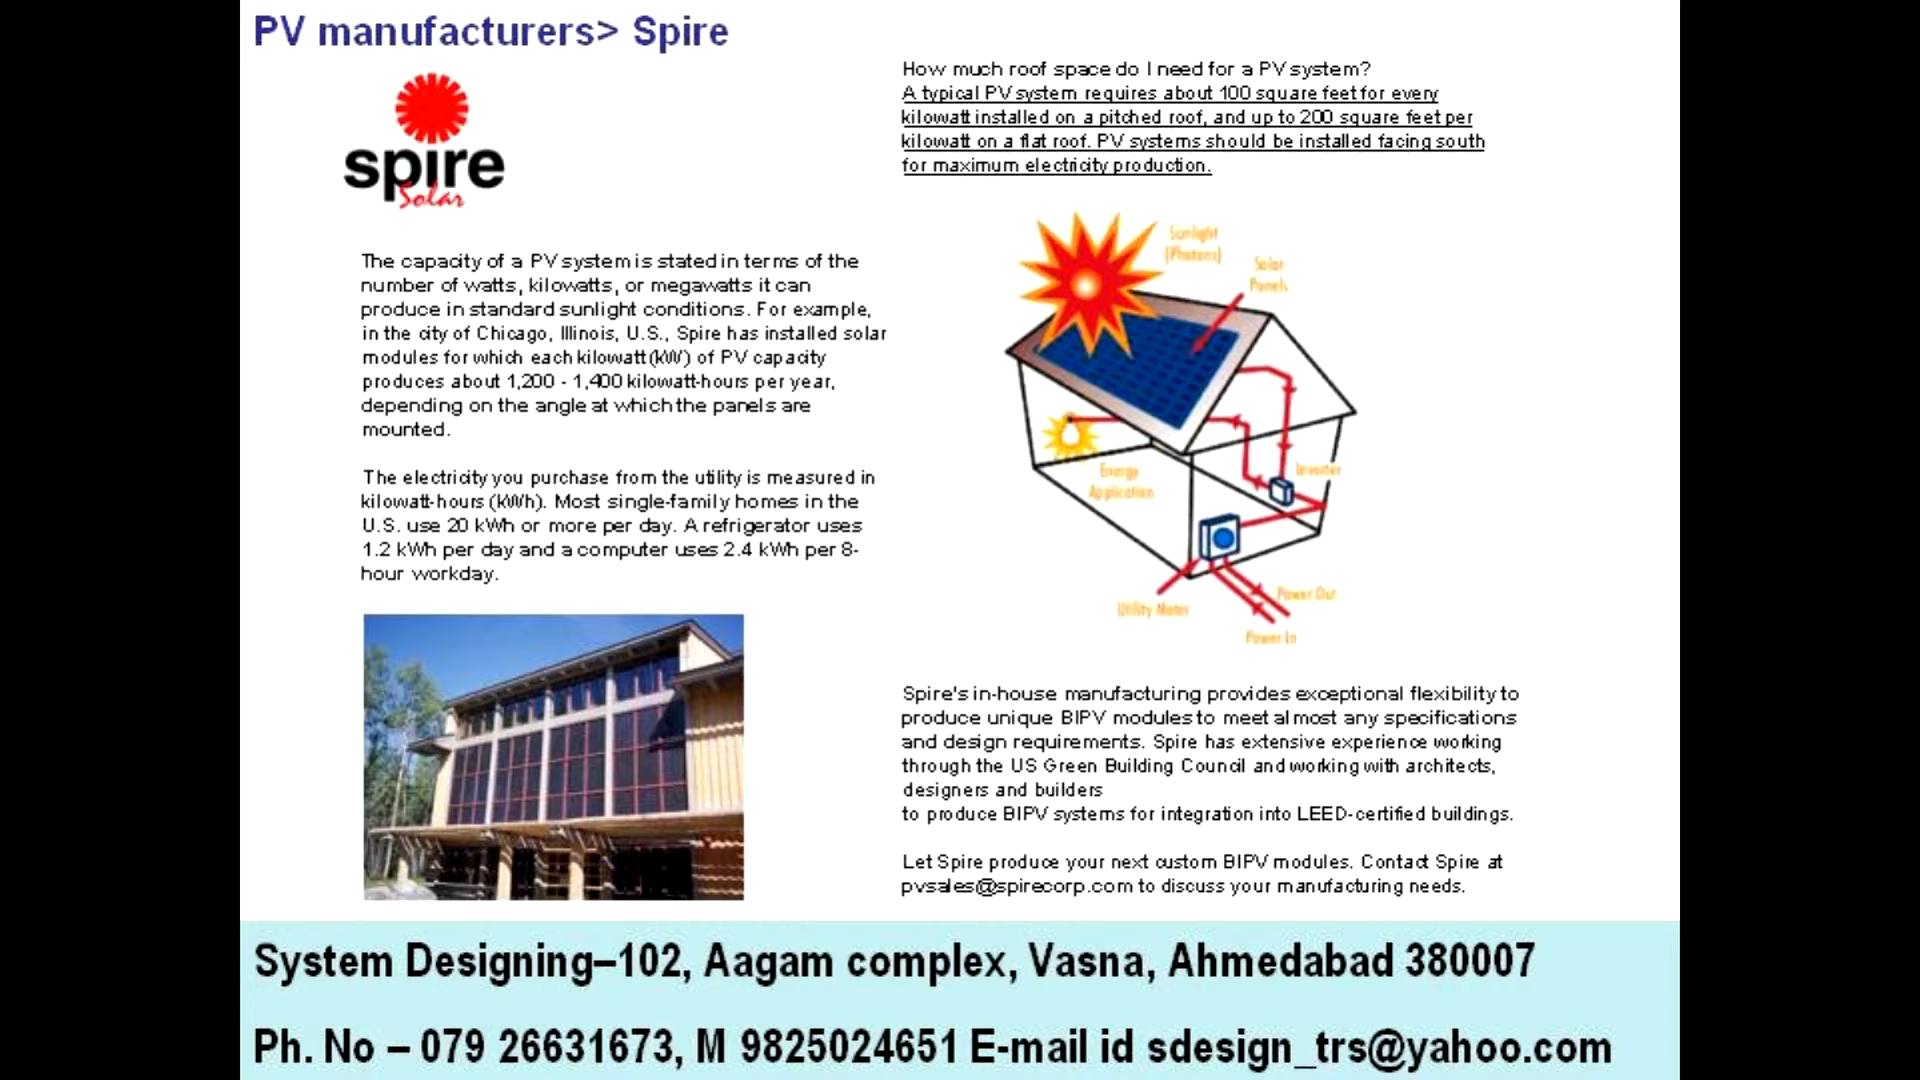 PV manufacturers> Spire
spire
Solar
The capacity of a PV system is stated in terms of the
number of watts, kilowatts, or megawatts it can
produce in standard sunlight conditions. For example,
in the city of Chicago, Illinois, U.S., Spire has installed solar
modules for which each kilowatt (kW) of PV capacity
produces about 1,200 - 1,400 kilowatt-hours per year,
depending on the angle at which the panels are
mounted.
The electricity you purchase from the utility is measured in
kilowatt-hours (kWh). Most single-family homes in the
U.S. use 20 kWh or more per day. A refrigerator uses
1.2 kWh per day and a computer uses 2.4 kWh per 8-
hour workday.
How much roof space do I need for a PV system?
A typical PV system requires about 100 square feet for every
kilowatt installed on a pitched roof, and up to 200 square feet per
kilowatt on a flat roof. PV systems should be installed facing south
for maximum electricity production.
Sunlight
(Photons)
Solar
Panels
Inverter
Energy
Application
Power Out
Utility Meter
Power In
Spire's in-house manufacturing provides exceptional flexibility to
produce unique BIPV modules to meet almost any specifications
and design requirements. Spire has extensive experience working
through the US Green Building Council and working with architects,
designers and builders
to produce BIPV systems for integration into LEED-certified buildings.
Let Spire produce your next custom BIPV modules. Contact Spire at
pvsales@spirecorp.com to discuss your manufacturing needs.
System Designing–102, Aagam complex, Vasna, Ahmedabad 380007
Ph. No – 079 26631673, M 9825024651 E-mail id sdesign_trs@yahoo.com